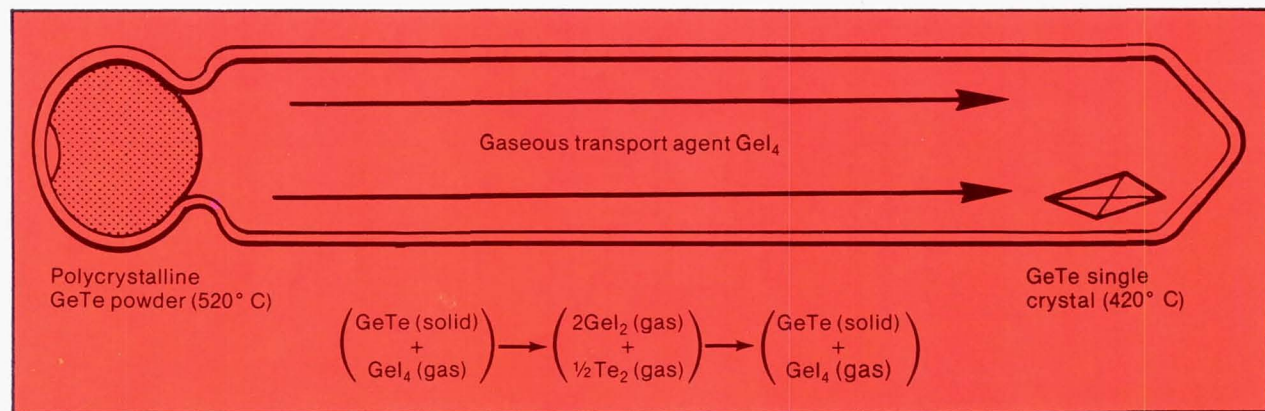 Gaseous transport agent GeI₄
Polycrystalline
GeTe powder (520° C)
GeTe single
crystal (420° C)
(GeTe (solid) + GeI₄ (gas)) → (2GeI₂ (gas) + ½Te₂ (gas)) → (GeTe (solid) + GeI₄ (gas))